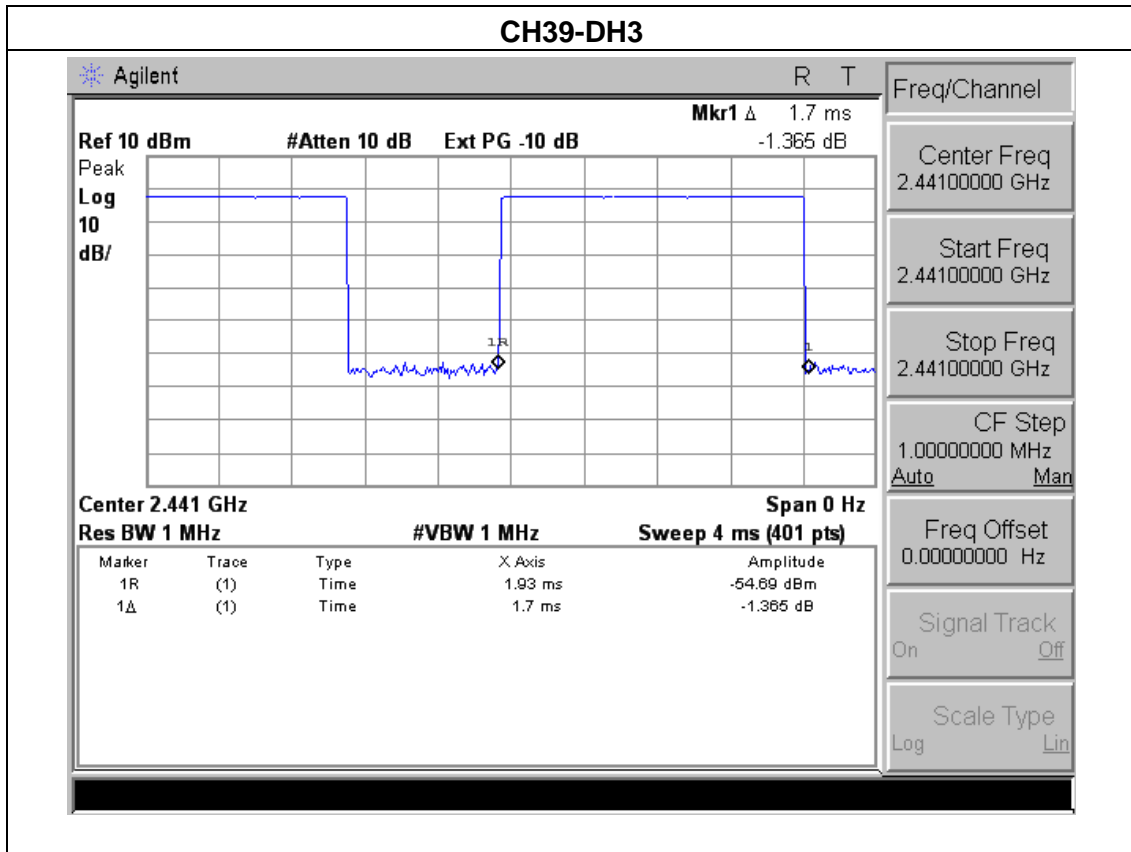 CH39-DH3
Agilent R T
Mkr1 Δ 1.7 ms
Ref 10 dBm #Atten 10 dB Ext PG -10 dB -1.365 dB
Peak
Log
10
dB/
1R
1
Center 2.441 GHz Span 0 Hz
Res BW 1 MHz #VBW 1 MHz Sweep 4 ms (401 pts)
Marker Trace Type X Axis Amplitude
1R (1) Time 1.93 ms -54.69 dBm
1Δ (1) Time 1.7 ms -1.365 dB
Freq/Channel
Center Freq
2.44100000 GHz
Start Freq
2.44100000 GHz
Stop Freq
2.44100000 GHz
CF Step
1.00000000 MHz
Auto Man
Freq Offset
0.00000000 Hz
Signal Track
On Off
Scale Type
Log Lin